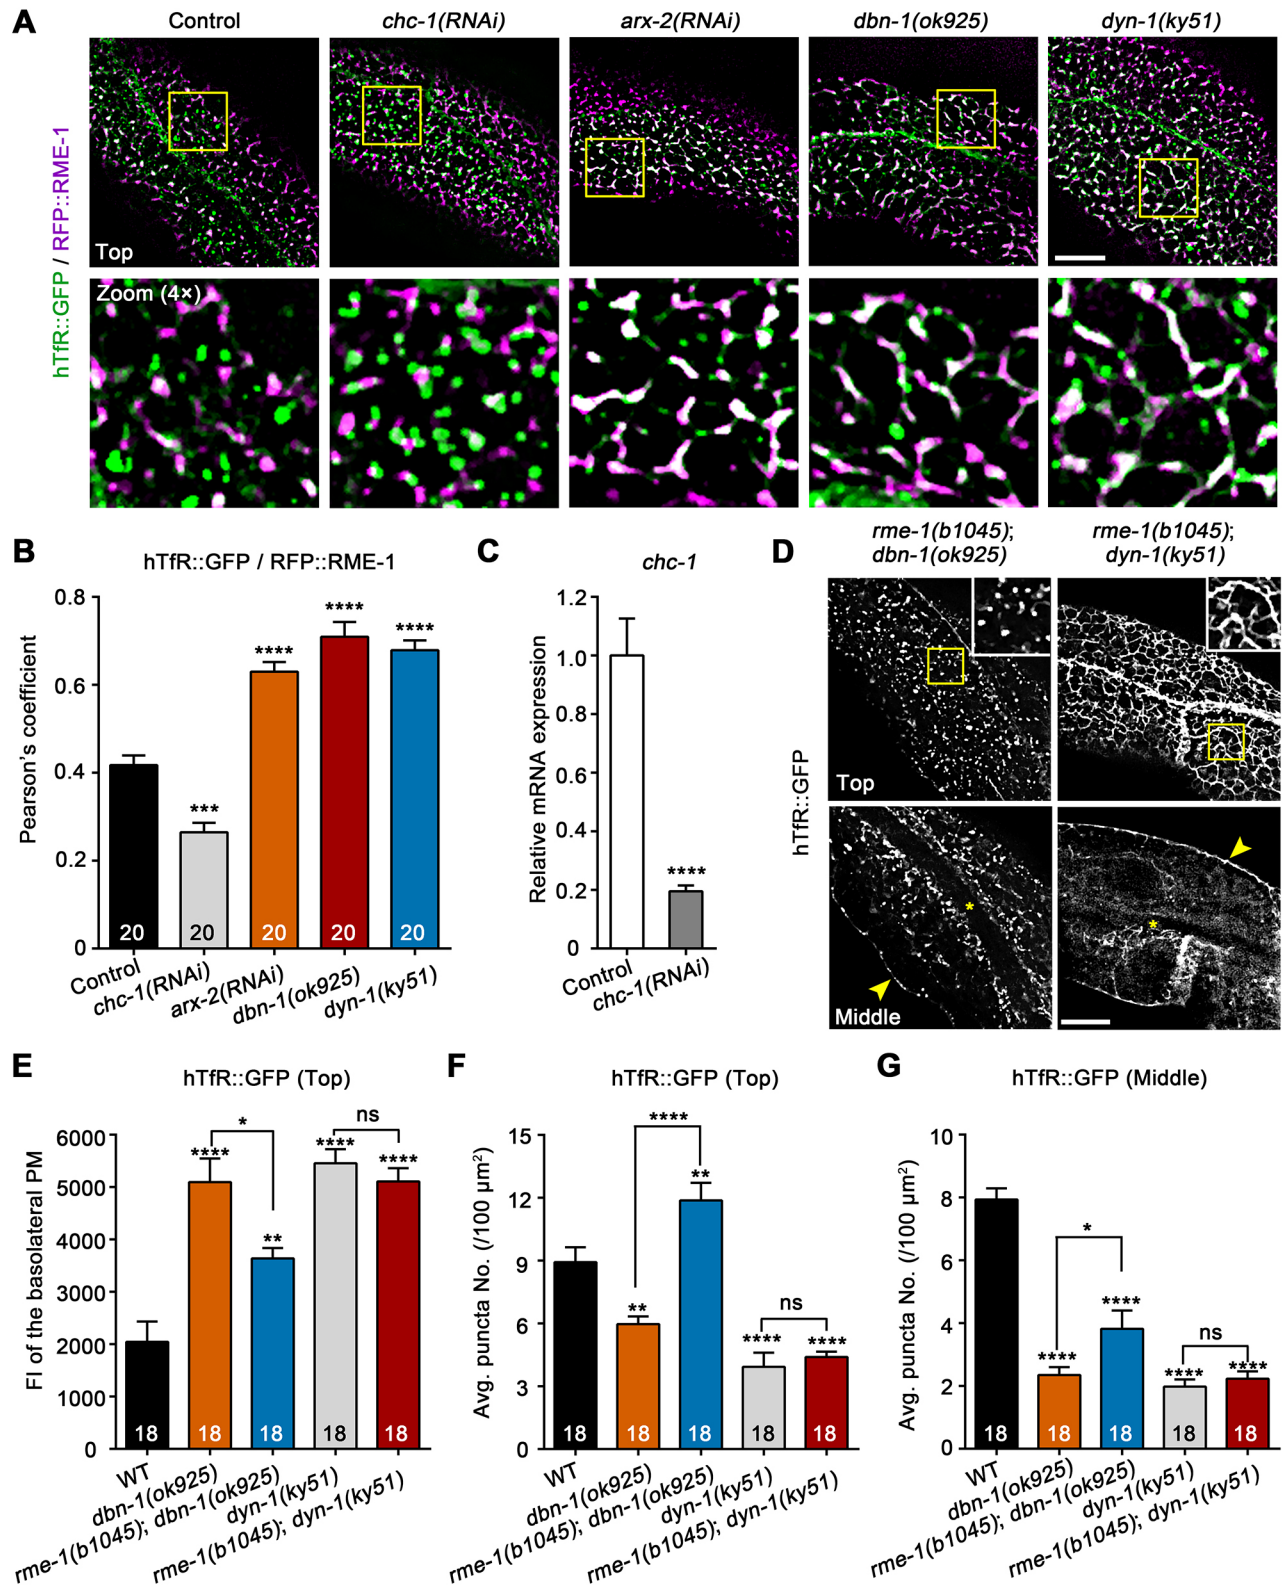 A
Control
chc-1(RNAi)
arx-2(RNAi)
dbn-1(ok925)
dyn-1(ky51)
hTfR::GFP / RFP::RME-1
Top
Zoom (4×)
B
hTfR::GFP / RFP::RME-1
Pearson's coefficient
0.8
0.6
0.4
0.2
0
***
****
****
****
20
20
20
20
20
Control
chc-1(RNAi)
arx-2(RNAi)
dbn-1(ok925)
dyn-1(ky51)
C
chc-1
Relative mRNA expression
1.2
1.0
0.8
0.6
0.4
0.2
0
****
Control
chc-1(RNAi)
D
rme-1(b1045);
dbn-1(ok925)
rme-1(b1045);
dyn-1(ky51)
hTfR::GFP
Top
*
*
Middle
E
hTfR::GFP (Top)
FI of the basolateral PM
6000
5000
4000
3000
2000
1000
0
*
ns
****
**
****
****
18
18
18
18
18
WT
dbn-1(ok925)
rme-1(b1045); dbn-1(ok925)
dyn-1(ky51)
rme-1(b1045); dyn-1(ky51)
F
hTfR::GFP (Top)
Avg. puncta No. (/100 µm²)
15
12
9
6
3
0
****
ns
**
**
****
****
18
18
18
18
18
WT
dbn-1(ok925)
rme-1(b1045); dbn-1(ok925)
dyn-1(ky51)
rme-1(b1045); dyn-1(ky51)
G
hTfR::GFP (Middle)
Avg. puncta No. (/100 µm²)
10
8
6
4
2
0
*
ns
****
****
****
****
18
18
18
18
18
WT
dbn-1(ok925)
rme-1(b1045); dbn-1(ok925)
dyn-1(ky51)
rme-1(b1045); dyn-1(ky51)